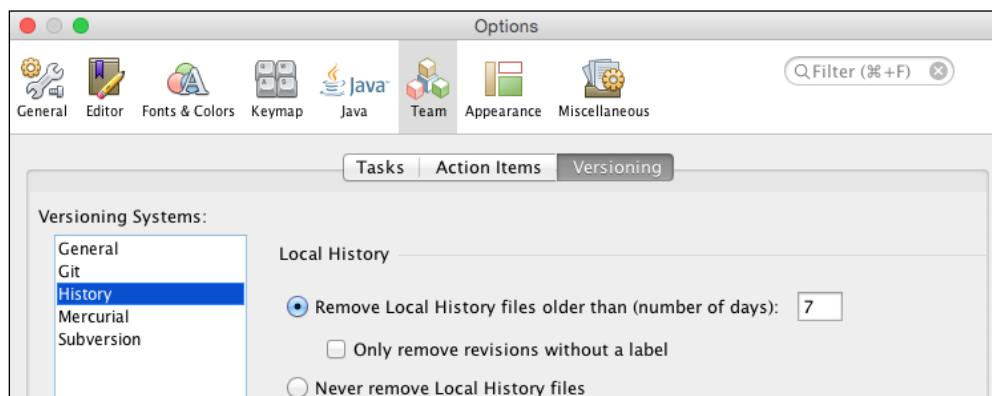 Options
Filter (⌘+F)
General Editor Fonts & Colors Keymap Java Team Appearance Miscellaneous
Java
Tasks Action Items Versioning
Versioning Systems:
General
Git
History
Mercurial
Subversion
Local History
Remove Local History files older than (number of days): 7
Only remove revisions without a label
Never remove Local History files